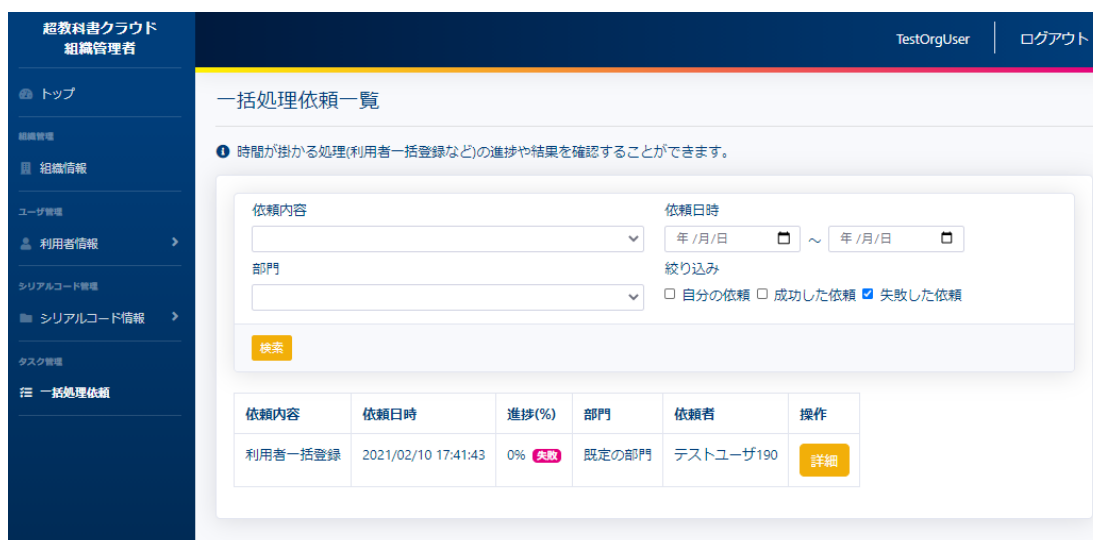 超教科書クラウド
組織管理者
TestOrgUser
ログアウト
トップ
組織管理
組織情報
ユーザ管理
利用者情報
シリアルコード管理
シリアルコード情報
タスク管理
一括処理依頼
一括処理依頼一覧
時間が掛かる処理(利用者一括登録など)の進捗や結果を確認することができます。
依頼内容
依頼日時
年 /月/日 ～ 年 /月/日
部門
絞り込み
自分の依頼 成功した依頼 失敗した依頼
検索
依頼内容 依頼日時 進捗(%) 部門 依頼者 操作
利用者一括登録 2021/02/10 17:41:43 0% 失敗 既定の部門 テストユーザ190 詳細